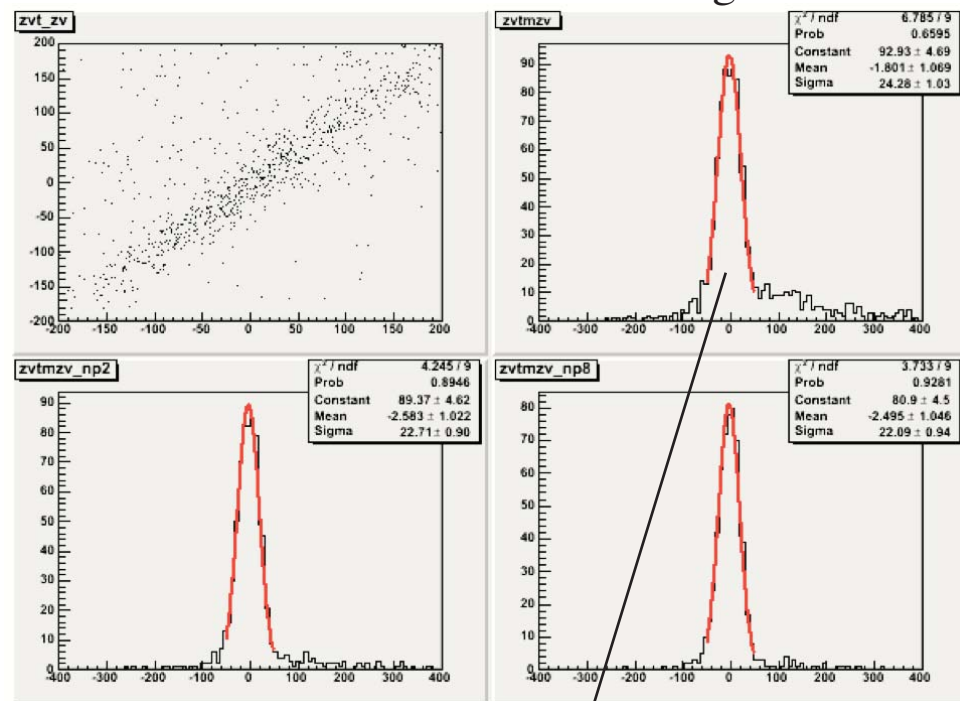 zvt_zv
200
150
100
50
0
-50
-100
-150
-200
-200 -150 -100 -50 0 50 100 150 200
zvtmzv
χ² / ndf 6.785 / 9
Prob 0.6595
Constant 92.93 ± 4.69
Mean -1.801 ± 1.069
Sigma 24.28 ± 1.03
90
80
70
60
50
40
30
20
10
0
-400 -300 -200 -100 0 100 200 300 400
zvtmzv_np2
χ² / ndf 4.245 / 9
Prob 0.8946
Constant 89.37 ± 4.62
Mean -2.583 ± 1.022
Sigma 22.71 ± 0.90
90
80
70
60
50
40
30
20
10
0
-400 -300 -200 -100 0 100 200 300 400
zvtmzv_np8
χ² / ndf 3.733 / 9
Prob 0.9281
Constant 80.9 ± 4.5
Mean -2.495 ± 1.046
Sigma 22.09 ± 0.94
80
70
60
50
40
30
20
10
0
-400 -300 -200 -100 0 100 200 300 400